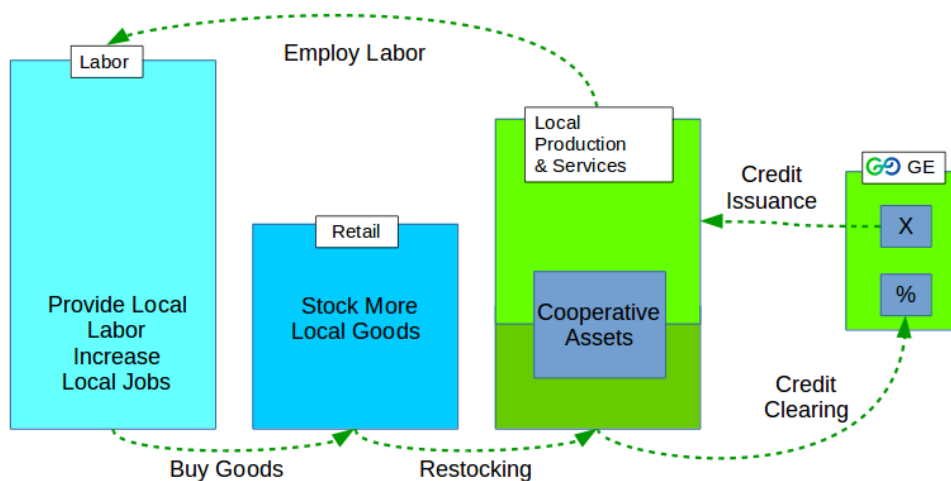 Labor
Employ Labor
Local
Production
& Services
GE
Credit
Issuance
X
Retail
%
Provide Local
Labor
Increase
Local Jobs
Stock More
Local Goods
Cooperative
Assets
Credit
Clearing
Buy Goods
Restocking